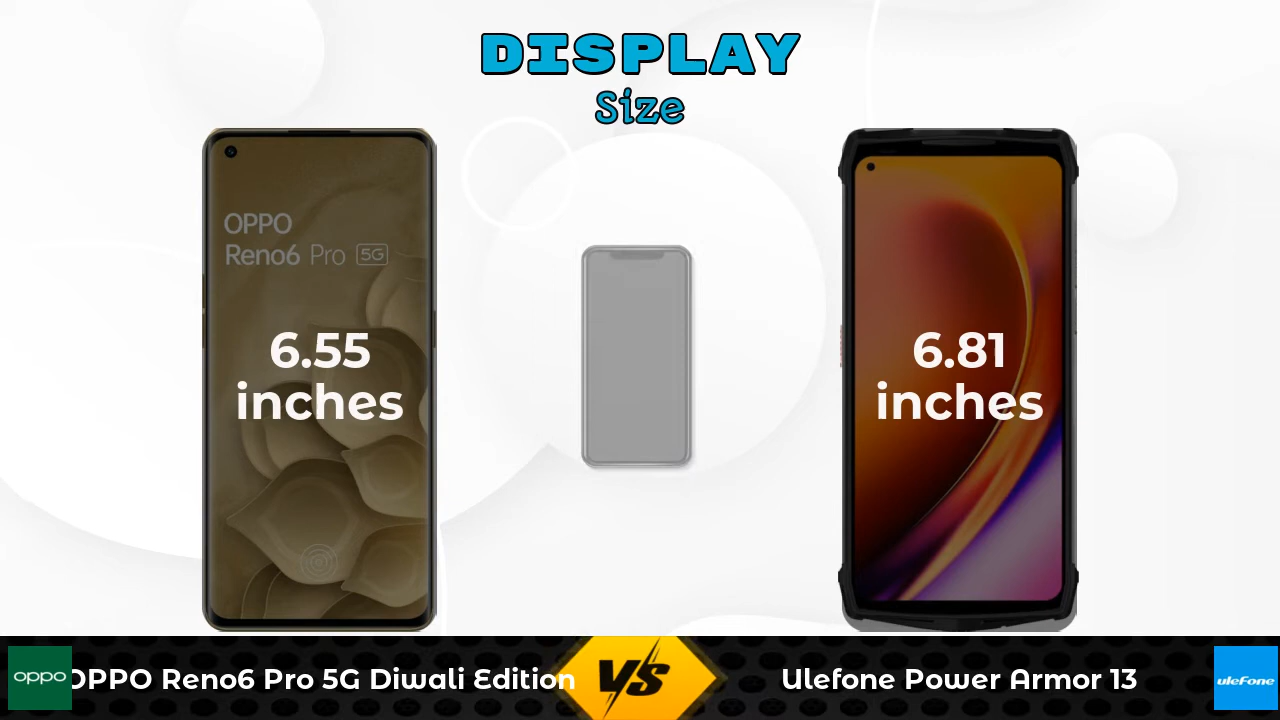 DISPLAY
Size
OPPO
Reno6 Pro 5G
6.55
inches
6.81
inches
oppo
OPPO Reno6 Pro 5G Diwali Edition
VS
Ulefone Power Armor 13
uleFone